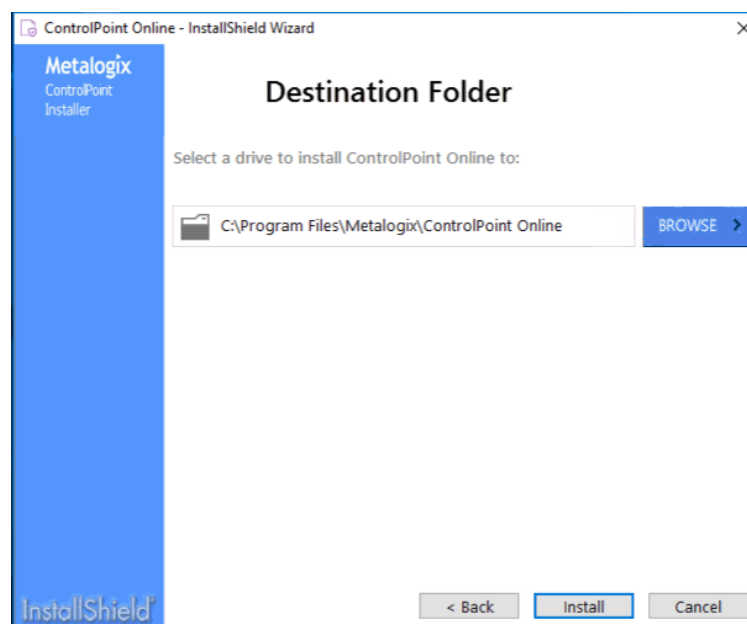 ControlPoint Online - InstallShield Wizard
Metalogix
ControlPoint
Installer
Destination Folder
Select a drive to install ControlPoint Online to:
C:\Program Files\Metalogix\ControlPoint Online
BROWSE
InstallShield
< Back
Install
Cancel